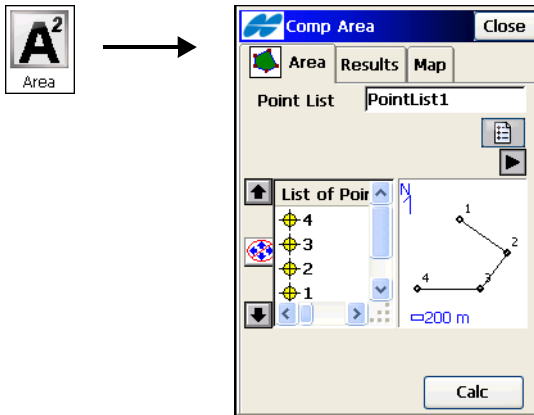 A²
Area
Comp Area
Close
Area
Results
Map
Point List
PointList1
List of Poir
4
3
2
1
N
1
2
3
4
200 m
Calc